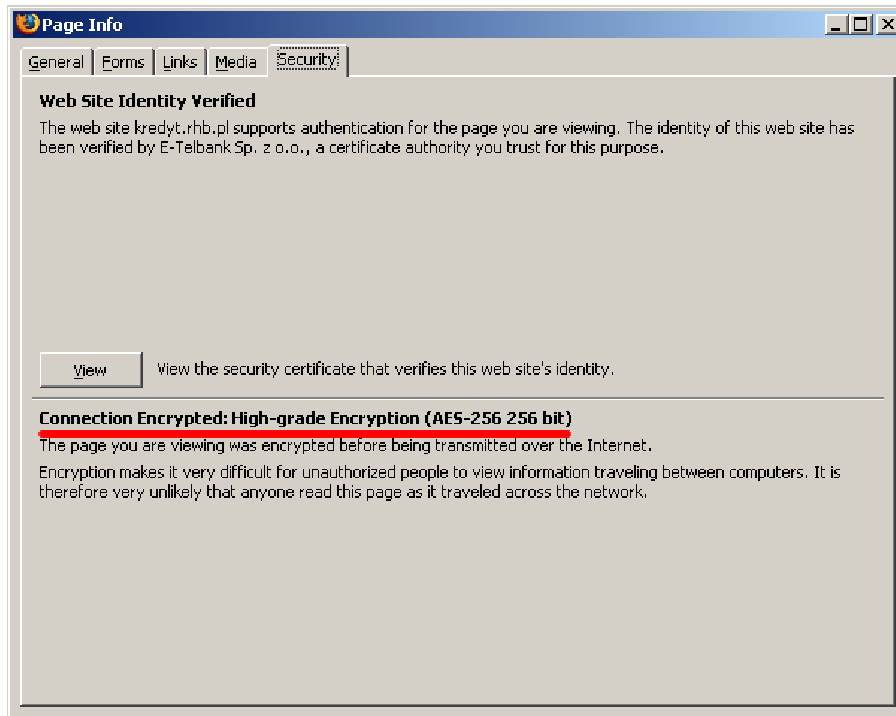 Page Info
General Forms Links Media Security
Web Site Identity Verified
The web site kredyt.rhb.pl supports authentication for the page you are viewing. The identity of this web site has
been verified by E-Telbank Sp. z o.o., a certificate authority you trust for this purpose.
View View the security certificate that verifies this web site's identity.
Connection Encrypted: High-grade Encryption (AES-256 256 bit)
The page you are viewing was encrypted before being transmitted over the Internet.
Encryption makes it very difficult for unauthorized people to view information traveling between computers. It is
therefore very unlikely that anyone read this page as it traveled across the network.